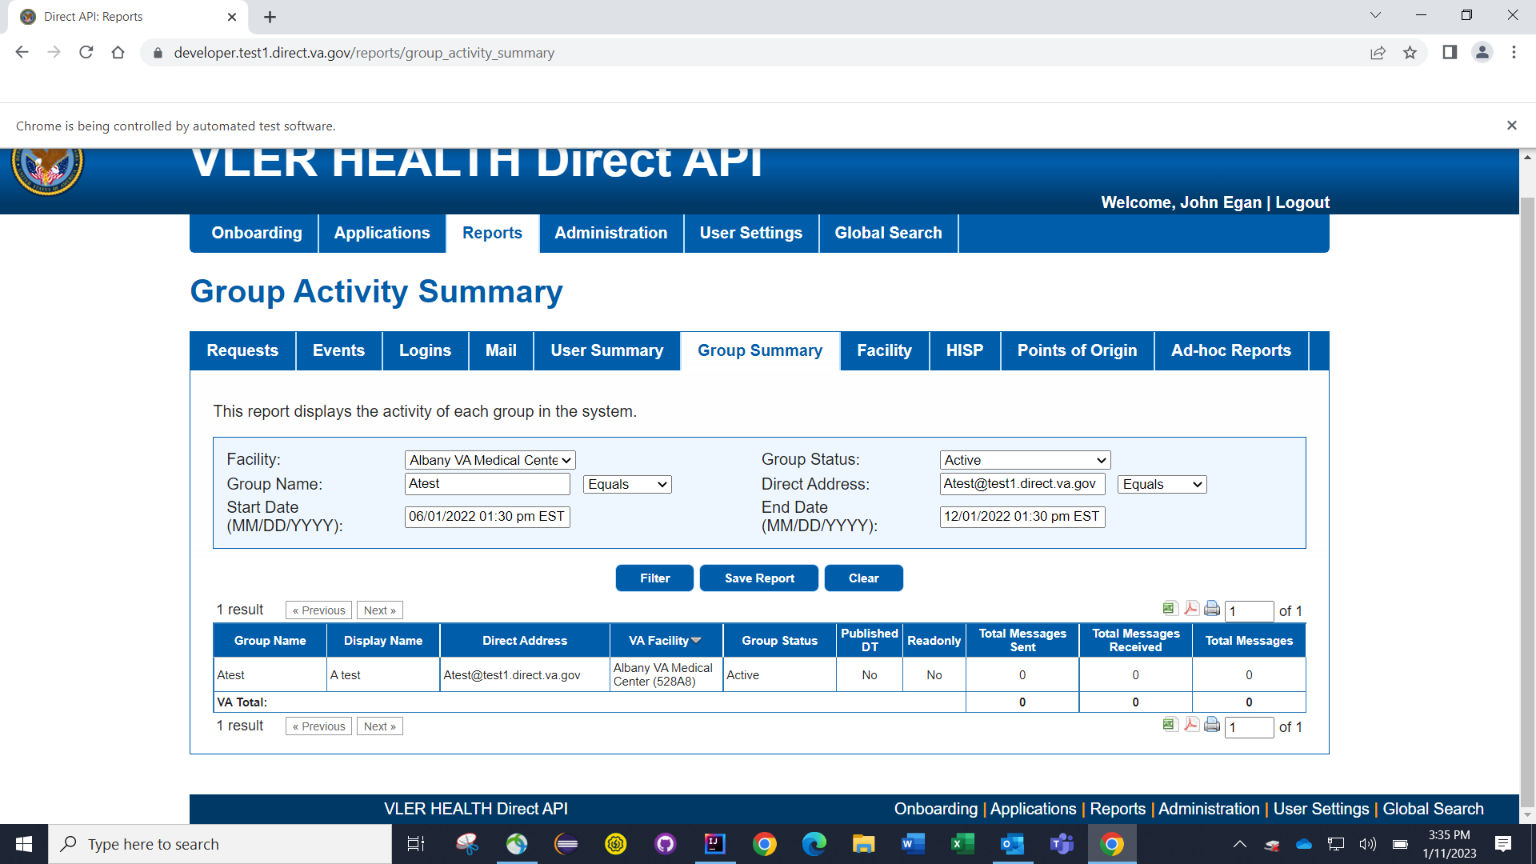 Direct API: Reports
developer.test1.direct.va.gov/reports/group_activity_summary
Chrome is being controlled by automated test software.
VLER HEALTH Direct API
Welcome, John Egan | Logout
Onboarding Applications Reports Administration User Settings Global Search
Group Activity Summary
Requests Events Logins Mail User Summary Group Summary Facility HISP Points of Origin Ad-hoc Reports
This report displays the activity of each group in the system.
Facility: Albany VA Medical Cente Group Status: Active
Group Name: Atest Equals Direct Address: Atest@test1.direct.va.gov Equals
Start Date (MM/DD/YYYY): 06/01/2022 01:30 pm EST End Date (MM/DD/YYYY): 12/01/2022 01:30 pm EST
Filter Save Report Clear
1 result « Previous Next » 1 of 1
Group Name Display Name Direct Address VA Facility Group Status Published DT Readonly Total Messages Sent Total Messages Received Total Messages
Atest A test Atest@test1.direct.va.gov Albany VA Medical Center (528A8) Active No No 0 0 0
VA Total: 0 0 0
1 result « Previous Next » 1 of 1
VLER HEALTH Direct API Onboarding | Applications | Reports | Administration | User Settings | Global Search
Type here to search
3:35 PM
1/11/2023